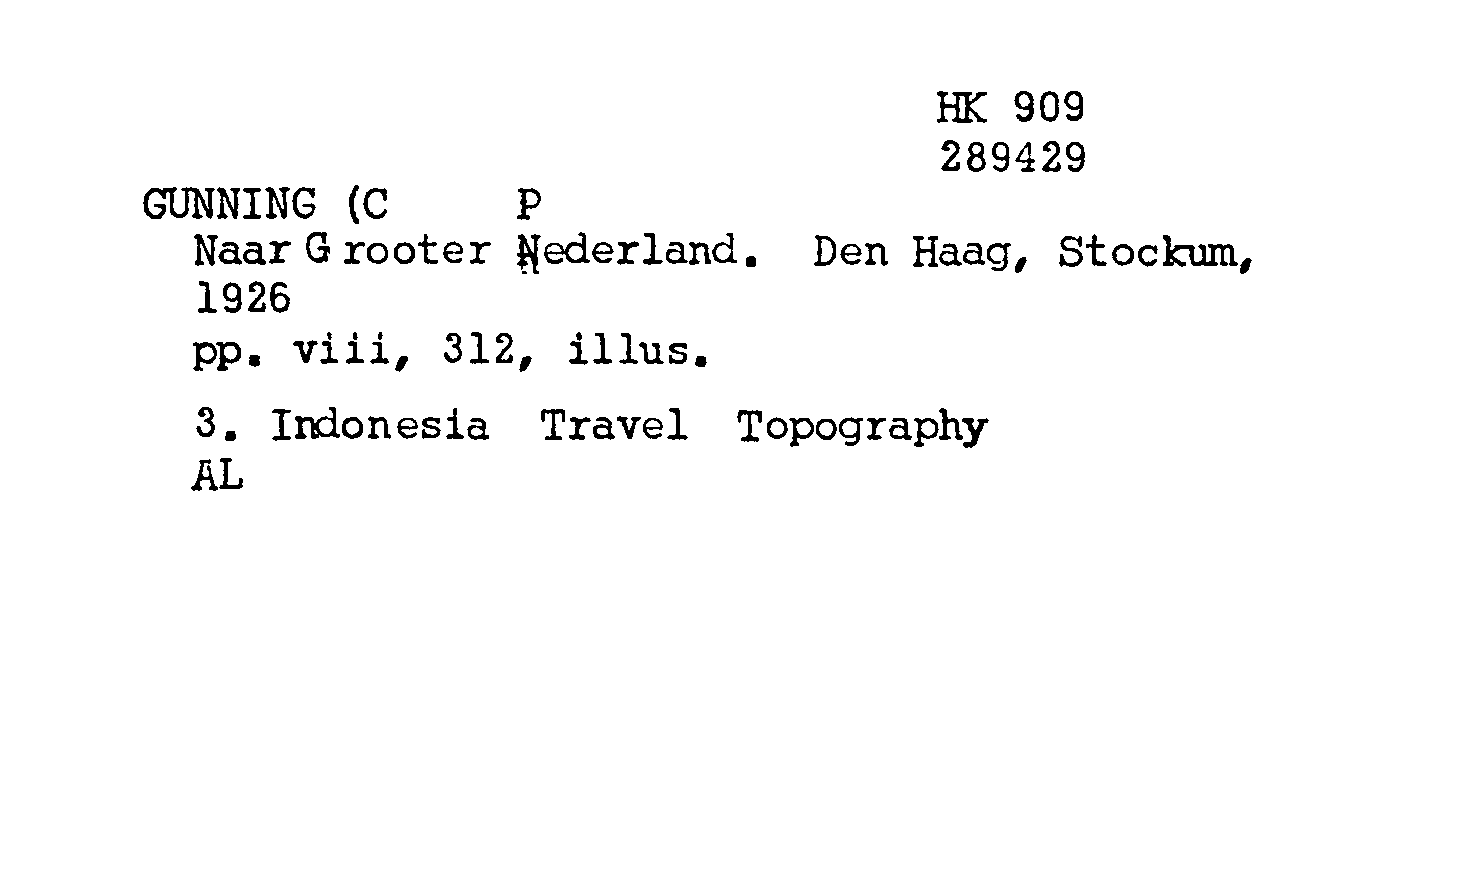 HK 909
289429
GUNNING (C P
Naar Grooter Nederland. Den Haag, Stockum,
1926
pp. viii, 312, illus.
3. Indonesia Travel Topography
AL